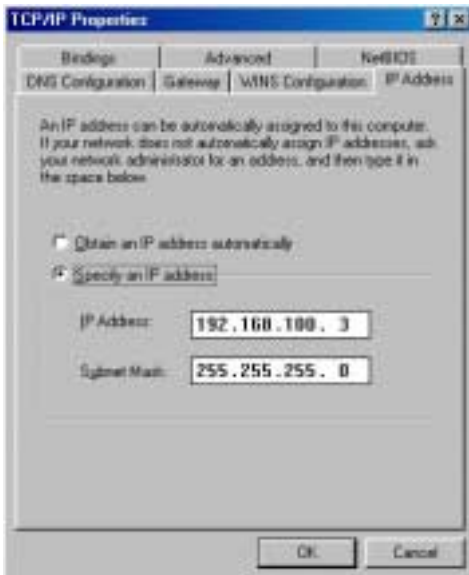 TCP/IP Properties
? ×
Bindings Advanced NetBIOS
DNS Configuration Gateway WINS Configuration IP Address
An IP address can be automatically assigned to this computer.
If your network does not automatically assign IP addresses, ask
your network administrator for an address, and then type it in
the space below.
Obtain an IP address automatically
Specify an IP address:
IP Address: 192.168.100. 3
Subnet Mask: 255.255.255. 0
OK Cancel